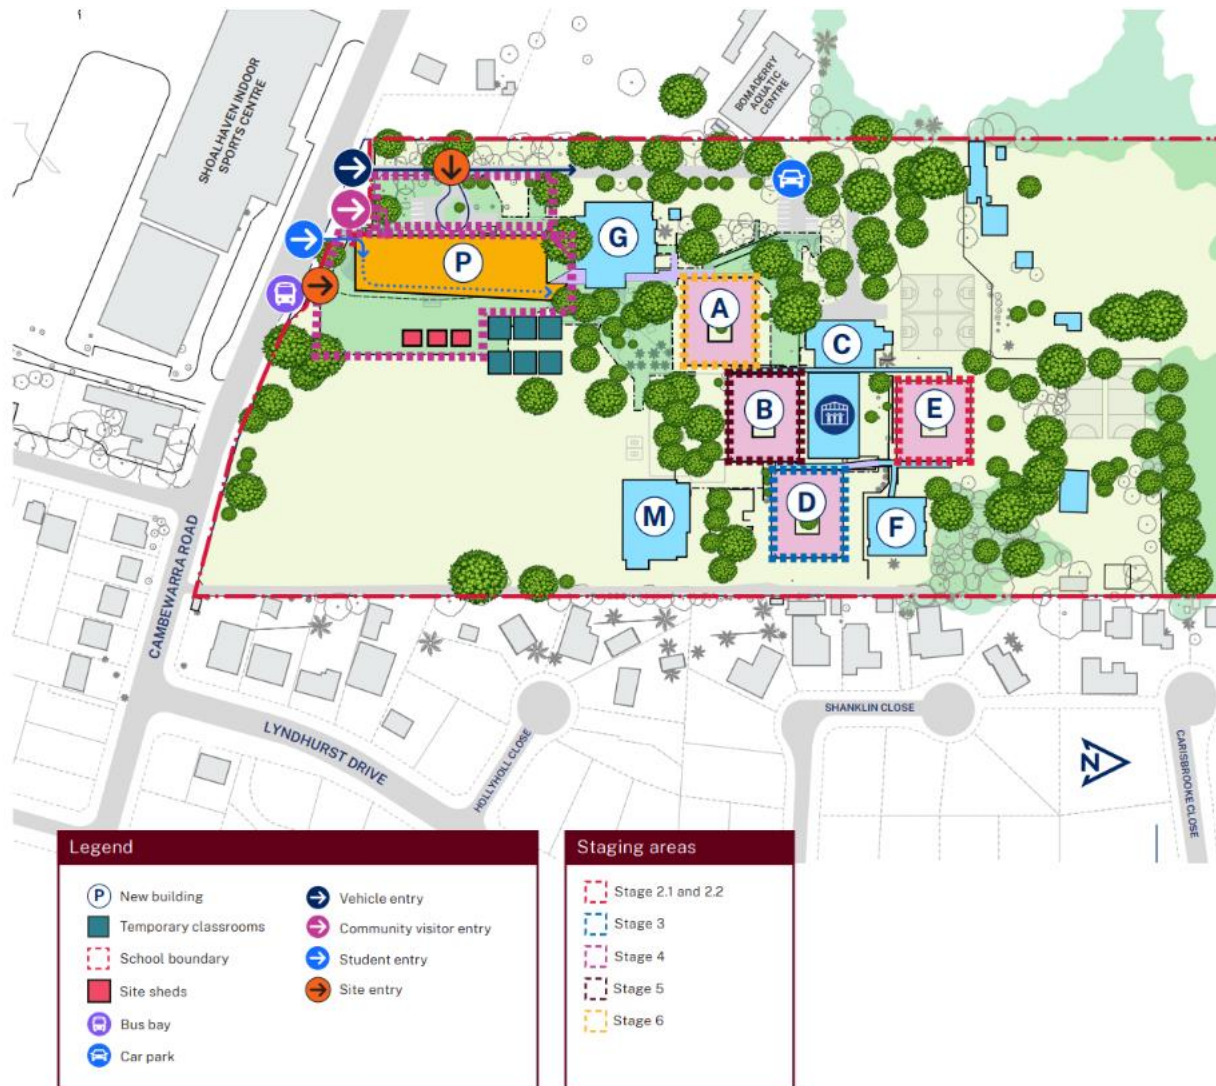 SHOALHAVEN INDOOR
SPORTS CENTRE
BOMADERRY
AQUATIC
CENTRE
P
G
A
C
B
E
D
M
F
CAMBEWARRA ROAD
LYNDHURST DRIVE
HOLLYHOLL CLOSE
SHANKLIN CLOSE
CARISBROOKE CLOSE
N
Legend
P New building
Temporary classrooms
School boundary
Site sheds
Bus bay
Car park
Vehicle entry
Community visitor entry
Student entry
Site entry
Staging areas
Stage 2.1 and 2.2
Stage 3
Stage 4
Stage 5
Stage 6